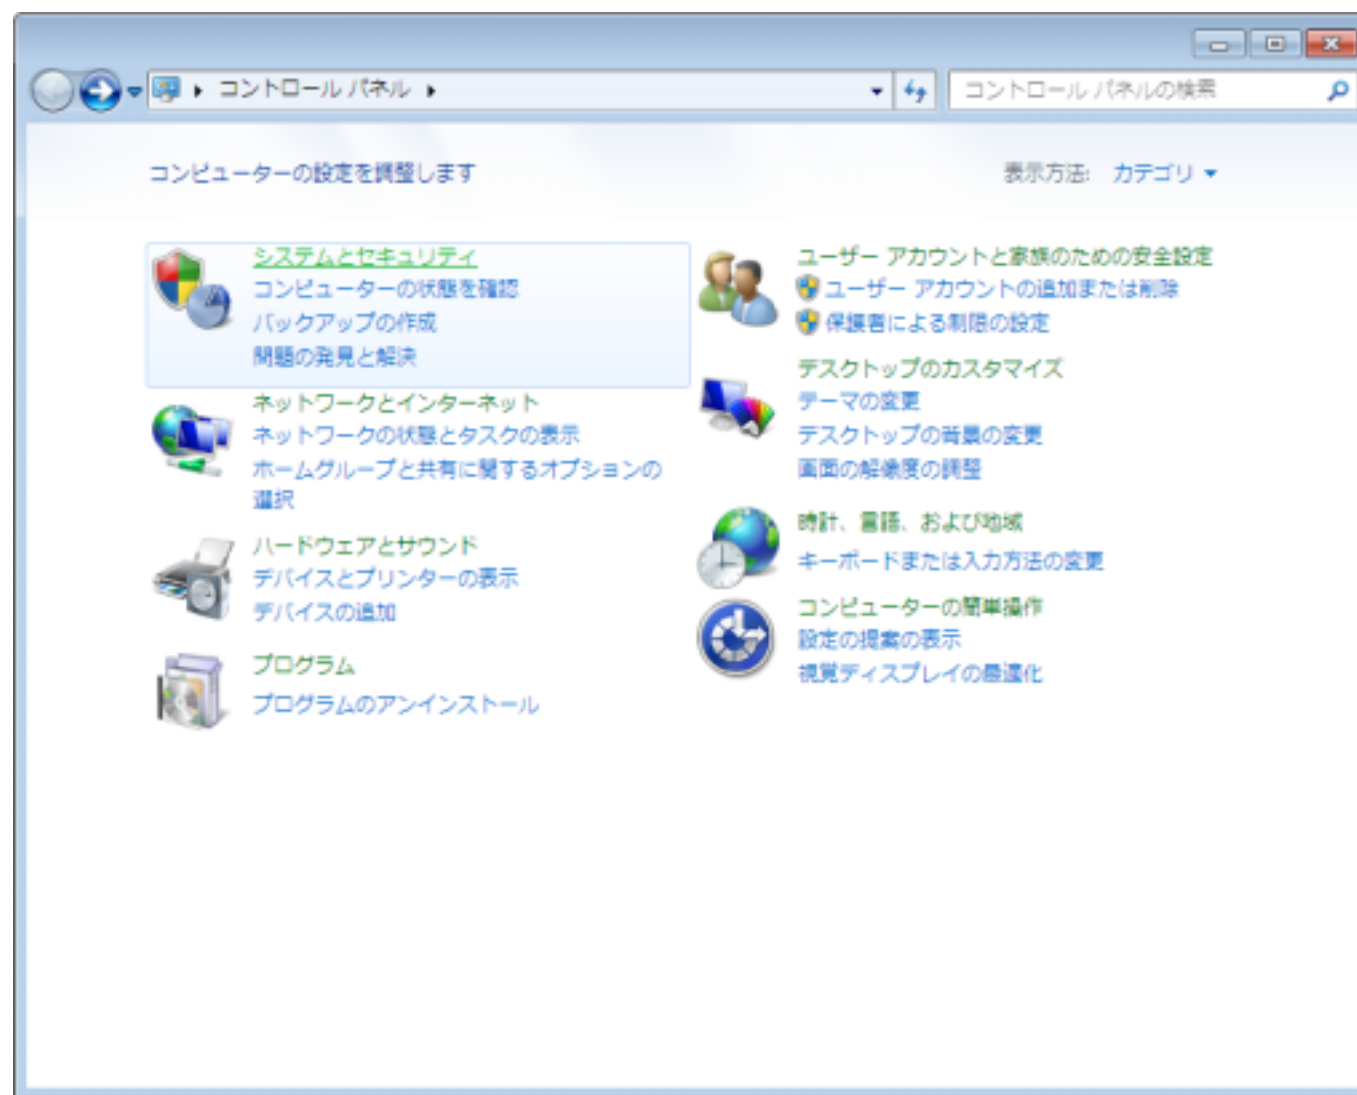 コントロール パネル
コントロール パネルの検索
コンピューターの設定を調整します
表示方法: カテゴリ
システムとセキュリティ
コンピューターの状態を確認
バックアップの作成
問題の発見と解決
ネットワークとインターネット
ネットワークの状態とタスクの表示
ホームグループと共有に関するオプションの
選択
ハードウェアとサウンド
デバイスとプリンターの表示
デバイスの追加
プログラム
プログラムのアンインストール
ユーザー アカウントと家族のための安全設定
ユーザー アカウントの追加または削除
保護者による制限の設定
デスクトップのカスタマイズ
テーマの変更
デスクトップの背景の変更
画面の解像度の調整
時計、言語、および地域
キーボードまたは入力方法の変更
コンピューターの簡単操作
設定の提案の表示
視覚ディスプレイの最適化